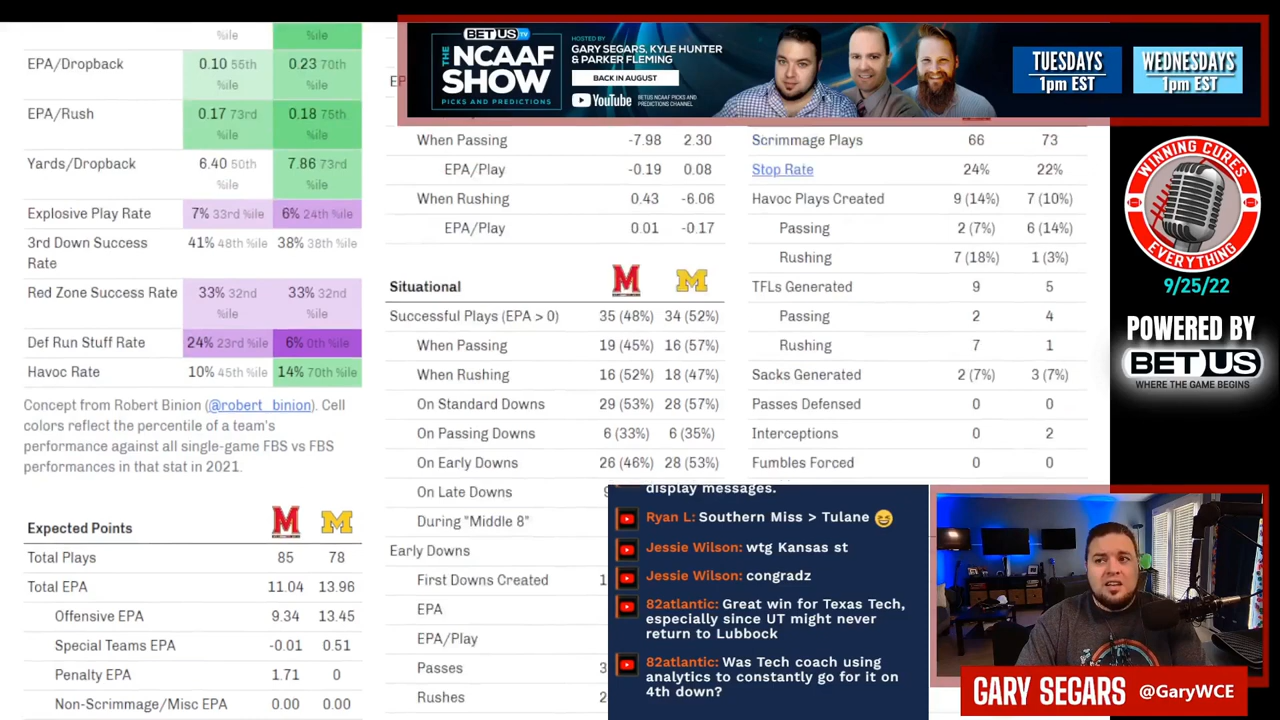 %ile %ile
EPA/Dropback 0.10 55th %ile 0.23 70th %ile
EPA/Rush 0.17 73rd %ile 0.18 75th %ile
Yards/Dropback 6.40 50th %ile 7.86 73rd %ile
Explosive Play Rate 7% 33rd %ile 6% 24th %ile
3rd Down Success Rate 41% 48th %ile 38% 38th %ile
Red Zone Success Rate 33% 32nd %ile 33% 32nd %ile
Def Run Stuff Rate 24% 23rd %ile 6% 0th %ile
Havoc Rate 10% 45th %ile 14% 70th %ile
Concept from Robert Binion (@robert_binion). Cell
colors reflect the percentile of a team's
performance against all single-game FBS vs FBS
performances in that stat in 2021.
Expected Points M M
Total Plays 85 78
Total EPA 11.04 13.96
Offensive EPA 9.34 13.45
Special Teams EPA -0.01 0.51
Penalty EPA 1.71 0
Non-Scrimmage/Misc EPA 0.00 0.00
EP
When Passing -7.98 2.30
EPA/Play -0.19 0.08
When Rushing 0.43 -6.06
EPA/Play 0.01 -0.17
Situational M M
Successful Plays (EPA > 0) 35 (48%) 34 (52%)
When Passing 19 (45%) 16 (57%)
When Rushing 16 (52%) 18 (47%)
On Standard Downs 29 (53%) 28 (57%)
On Passing Downs 6 (33%) 6 (35%)
On Early Downs 26 (46%) 28 (53%)
On Late Downs
During "Middle 8"
Early Downs
First Downs Created 1
EPA
EPA/Play
Passes 3
Rushes 2
Scrimmage Plays 66 73
Stop Rate 24% 22%
Havoc Plays Created 9 (14%) 7 (10%)
Passing 2 (7%) 6 (14%)
Rushing 7 (18%) 1 (3%)
TFLs Generated 9 5
Passing 2 4
Rushing 7 1
Sacks Generated 2 (7%) 3 (7%)
Passes Defensed 0 0
Interceptions 0 2
Fumbles Forced 0 0
BETUS TV
THE NCAAF SHOW
PICKS AND PREDICTIONS
HOSTED BY
GARY SEGARS, KYLE HUNTER
& PARKER FLEMING
BACK IN AUGUST
YouTube BETUS NCAAF PICKS AND
PREDICTIONS CHANNEL
TUESDAYS
1pm EST
WEDNESDAYS
1pm EST
WINNING CURES
EVERYTHING
9/25/22
POWERED BY
BETUS
WHERE THE GAME BEGINS
display messages.
Ryan L: Southern Miss > Tulane 😆
Jessie Wilson: wtg Kansas st
Jessie Wilson: congradz
82atlantic: Great win for Texas Tech,
especially since UT might never
return to Lubbock
82atlantic: Was Tech coach using
analytics to constantly go for it on
4th down?
GARY SEGARS @GaryWCE